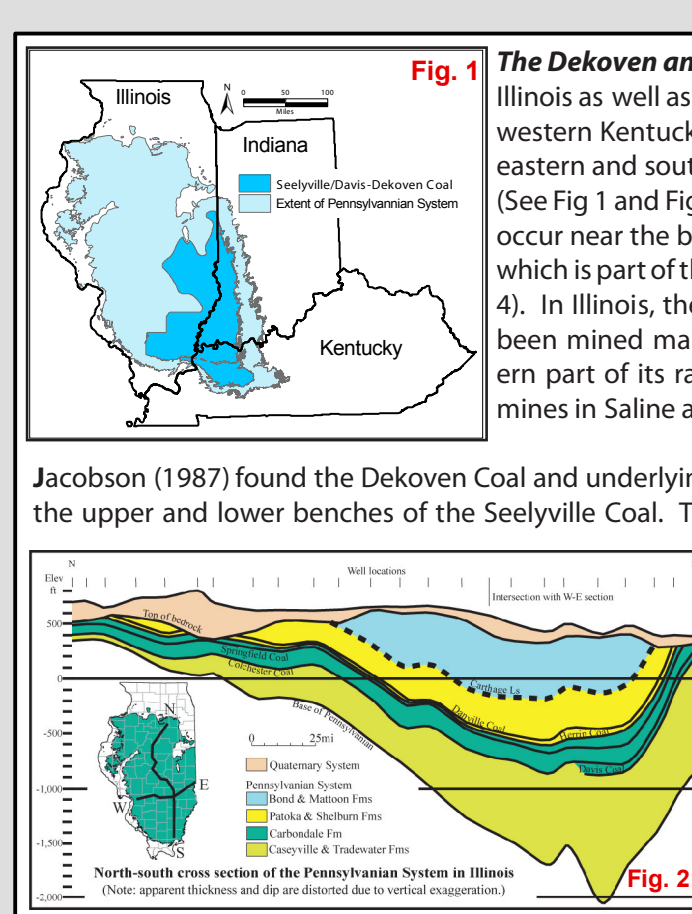 Fig. 1
Illinois
N
0 50 100
Miles
Indiana
Seelyville/Davis-Dekoven Coal
Extent of Pennsylvannian System
Kentucky
The Dekoven an
Illinois as well as
western Kentuck
eastern and sout
(See Fig 1 and Fig
occur near the b
which is part of th
4). In Illinois, the
been mined ma
ern part of its ra
mines in Saline a
Jacobson (1987) found the Dekoven Coal and underlyin
the upper and lower benches of the Seelyville Coal. T
N
Elev
ft
Well locations
Intersection with W-E section
500
0
-500
-1,000
-1,500
-2,000
Top of bedrock
Springfield Coal
Colchester Coal
Base of Pennsylvanian
Carthage Ls
Danville Coal
Herrin Coal
Davis Coal
N
E
W
S
0 25mi
Quaternary System
Pennsylvanian System
Bond & Mattoon Fms
Patoka & Shelburn Fms
Carbondale Fm
Caseyville & Tradewater Fms
North-south cross section of the Pennsylvanian System in Illinois
(Note: apparent thickness and dip are distorted due to vertical exaggeration.)
Fig. 2